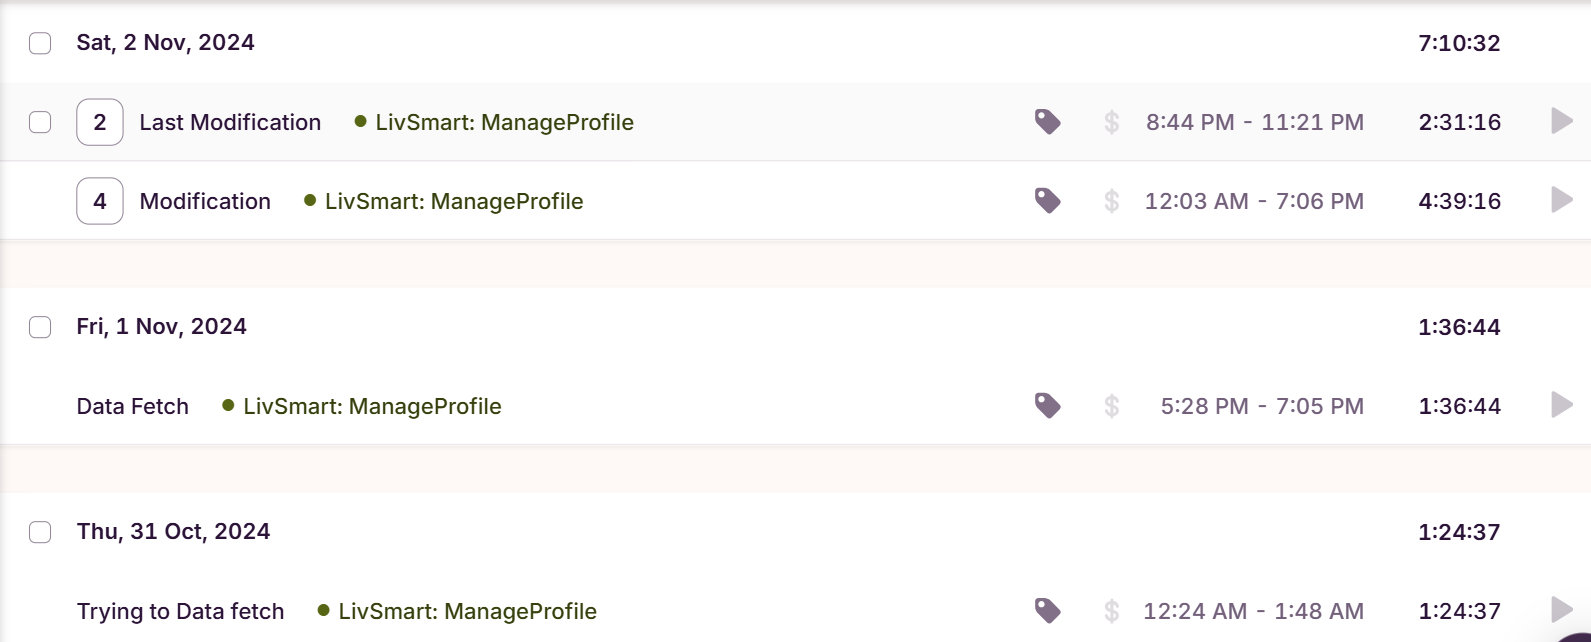 Sat, 2 Nov, 2024 7:10:32
2 Last Modification LivSmart: ManageProfile $ 8:44 PM - 11:21 PM 2:31:16
4 Modification LivSmart: ManageProfile $ 12:03 AM - 7:06 PM 4:39:16
Fri, 1 Nov, 2024 1:36:44
Data Fetch LivSmart: ManageProfile $ 5:28 PM - 7:05 PM 1:36:44
Thu, 31 Oct, 2024 1:24:37
Trying to Data fetch LivSmart: ManageProfile $ 12:24 AM - 1:48 AM 1:24:37